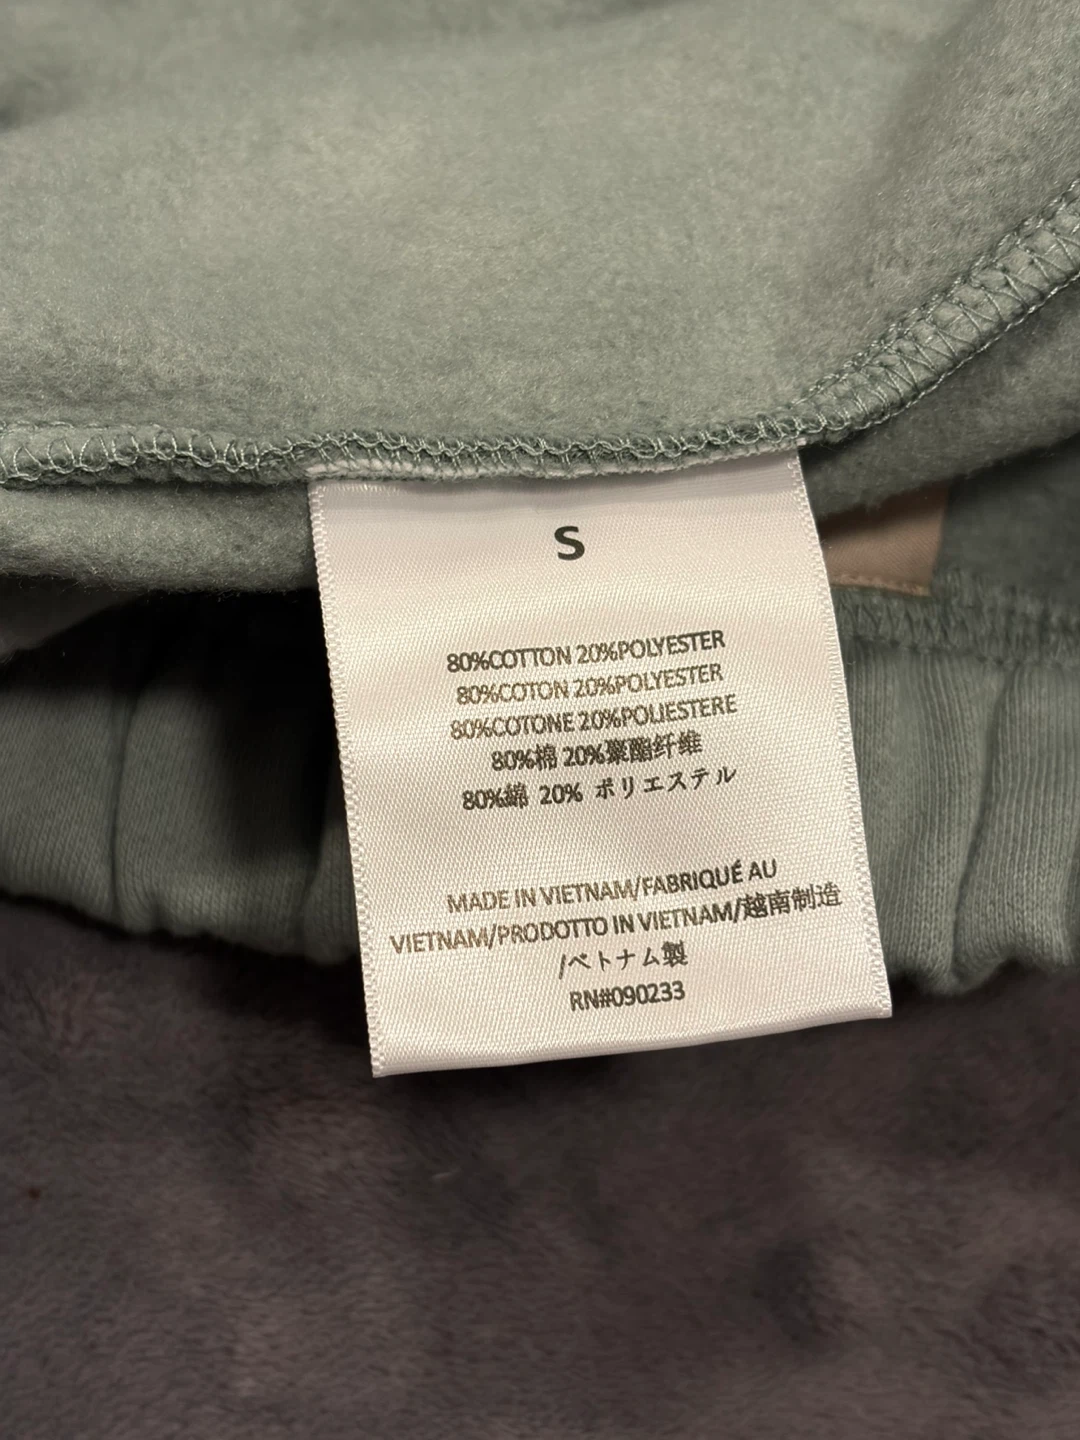 S
80%COTTON 20%POLYESTER
80%COTON 20%POLYESTER
80%COTONE 20%POLIESTERE
80%棉 20%聚酯纤维
80%綿 20% ポリエステル
MADE IN VIETNAM/FABRIQUÉ AU
VIETNAM/PRODOTTO IN VIETNAM/越南制造
/ベトナム製
RN#090233